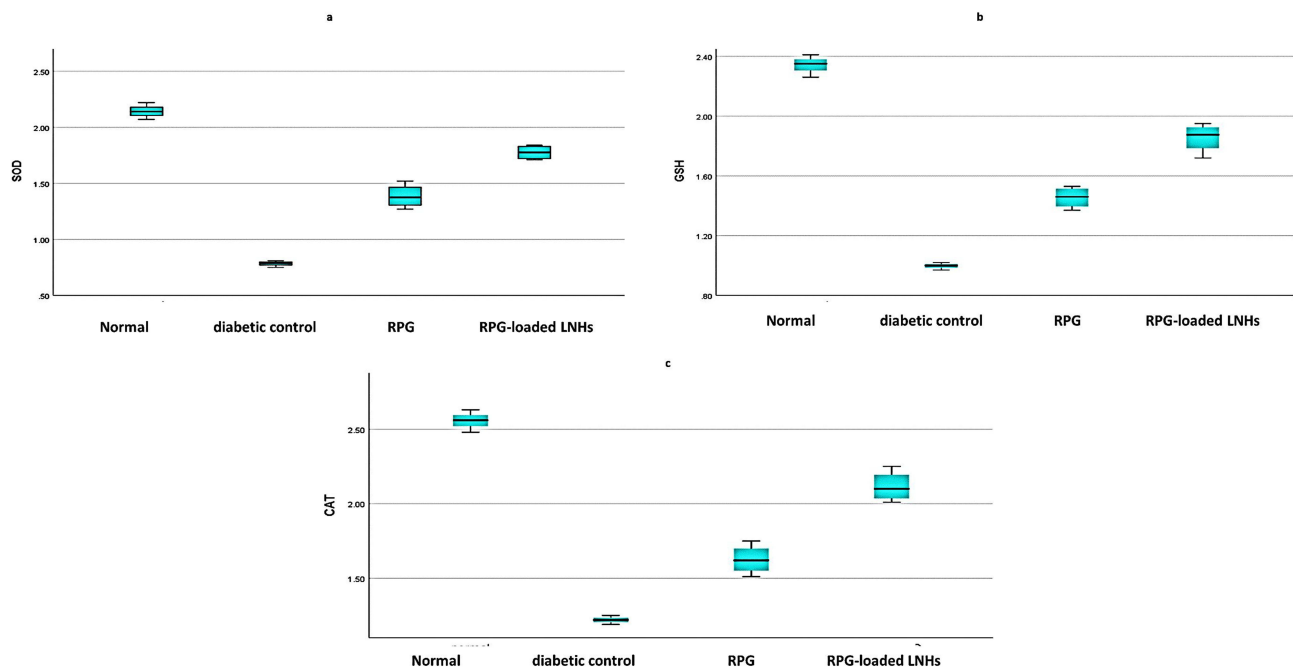 a
2.50
2.00
1.50
1.00
.50
SOD
Normal diabetic control RPG RPG-loaded LNHs
b
2.40
2.00
1.60
1.20
.80
GSH
Normal diabetic control RPG RPG-loaded LNHs
c
2.50
2.00
1.50
CAT
Normal diabetic control RPG RPG-loaded LNHs